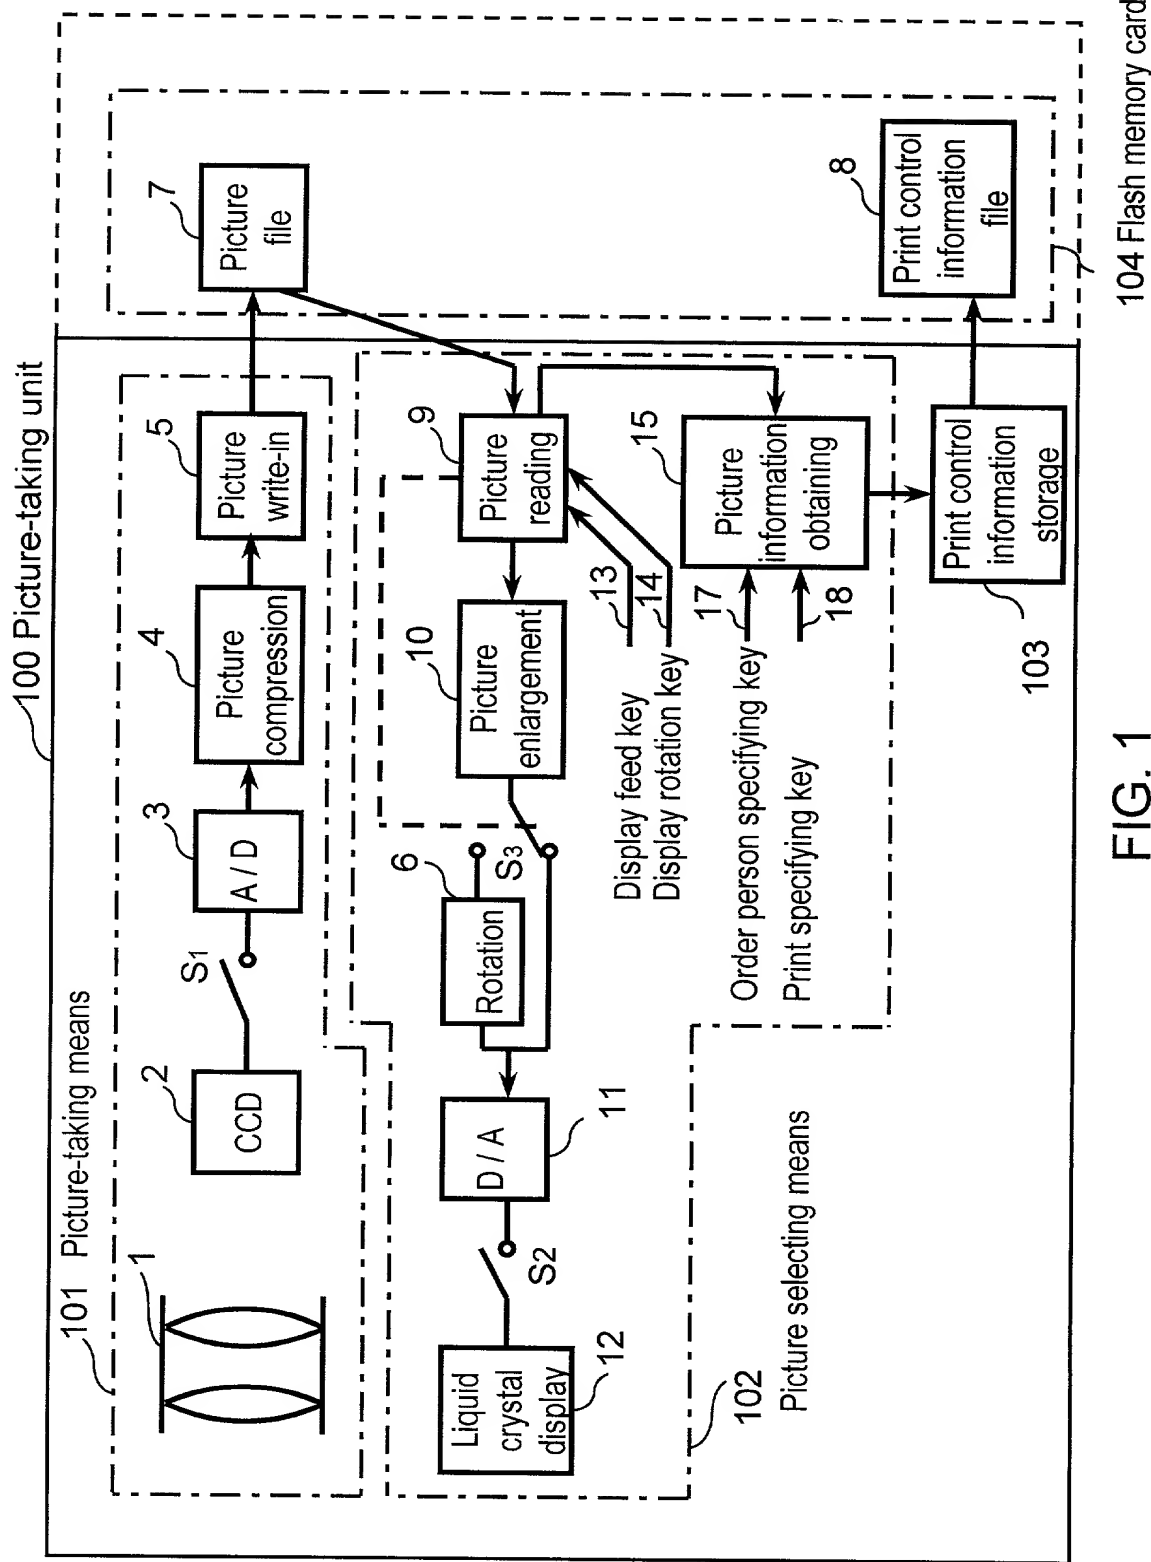 100 Picture-taking unit
101 Picture-taking means
1
2
CCD
S1
3
A / D
4
Picture
compression
5
Picture
write-in
7
Picture
file
12
Liquid
crystal
display
S2
11
D / A
6
Rotation
S3
10
Picture
enlargement
9
Picture
reading
Display feed key
13
Display rotation key
14
Order person specifying key
17
Print specifying key
18
15
Picture
information
obtaining
8
Print control
information
file
102
Picture selecting means
103
Print control
information
storage
104 Flash memory card
FIG. 1